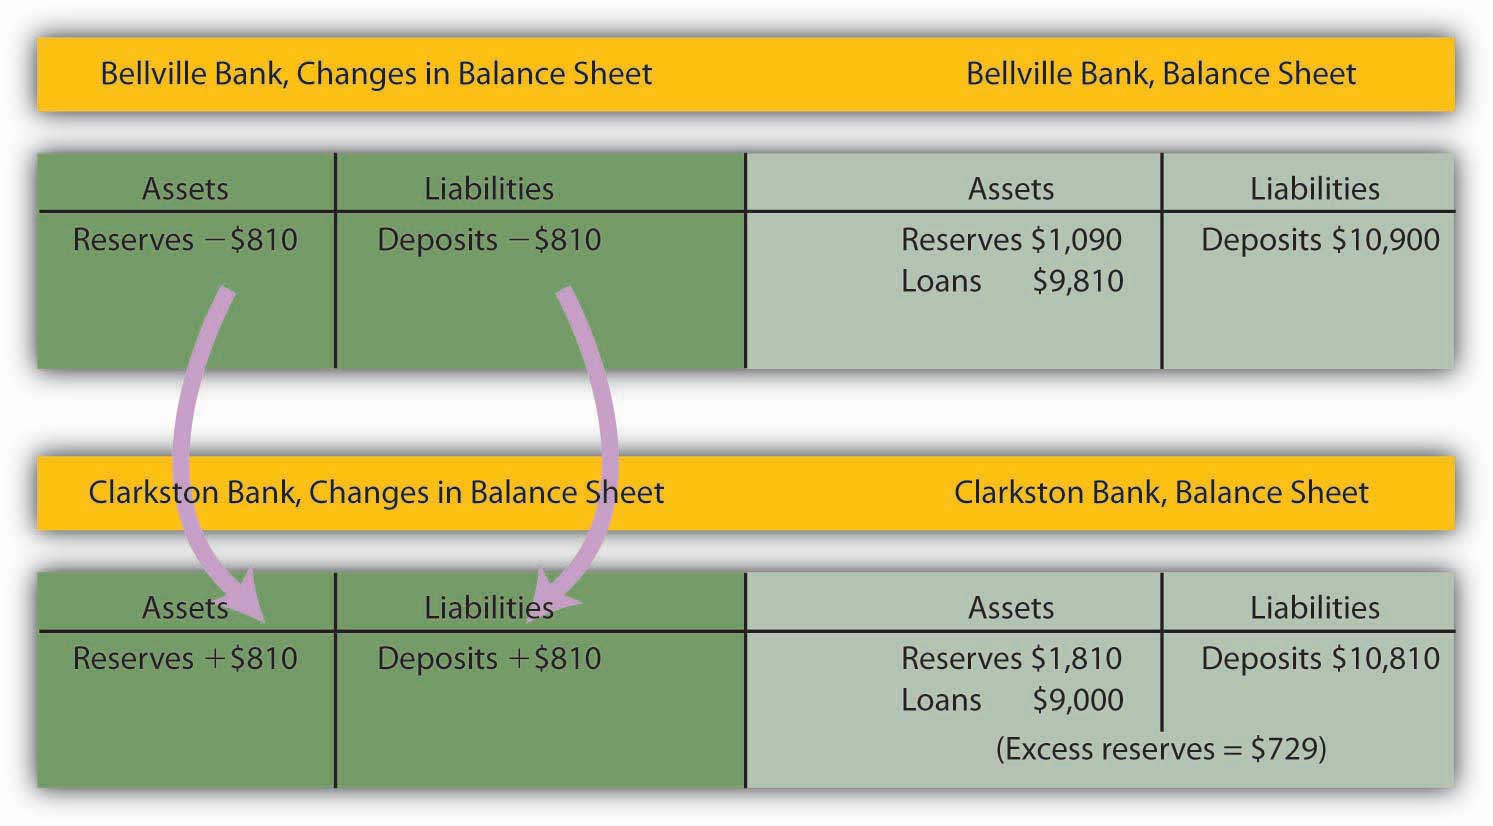 Bellville Bank, Changes in Balance Sheet
Bellville Bank, Balance Sheet
Assets
Liabilities
Assets
Liabilities
Reserves −$810
Deposits −$810
Reserves $1,090
Deposits $10,900
Loans $9,810
Clarkston Bank, Changes in Balance Sheet
Clarkston Bank, Balance Sheet
Assets
Liabilities
Assets
Liabilities
Reserves +$810
Deposits +$810
Reserves $1,810
Deposits $10,810
Loans $9,000
(Excess reserves = $729)